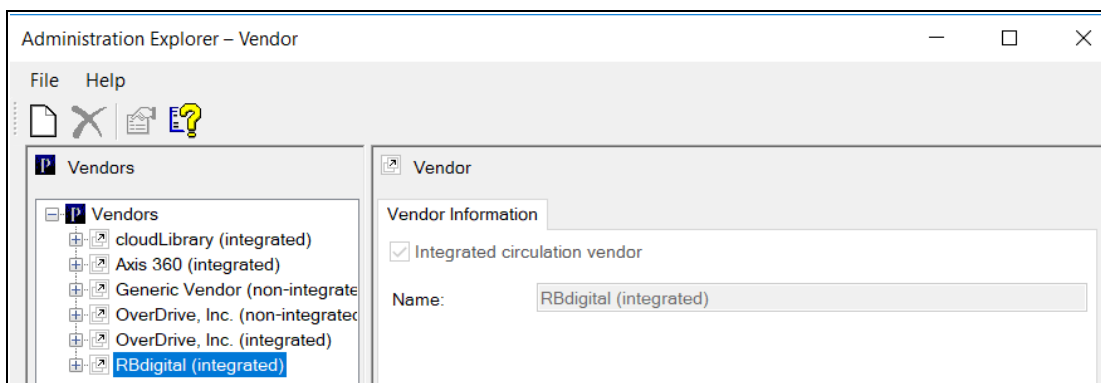 Administration Explorer – Vendor
File Help
Vendors
Vendors
cloudLibrary (integrated)
Axis 360 (integrated)
Generic Vendor (non-integrate
OverDrive, Inc. (non-integrated
OverDrive, Inc. (integrated)
RBdigital (integrated)
Vendor
Vendor Information
Integrated circulation vendor
Name: RBdigital (integrated)